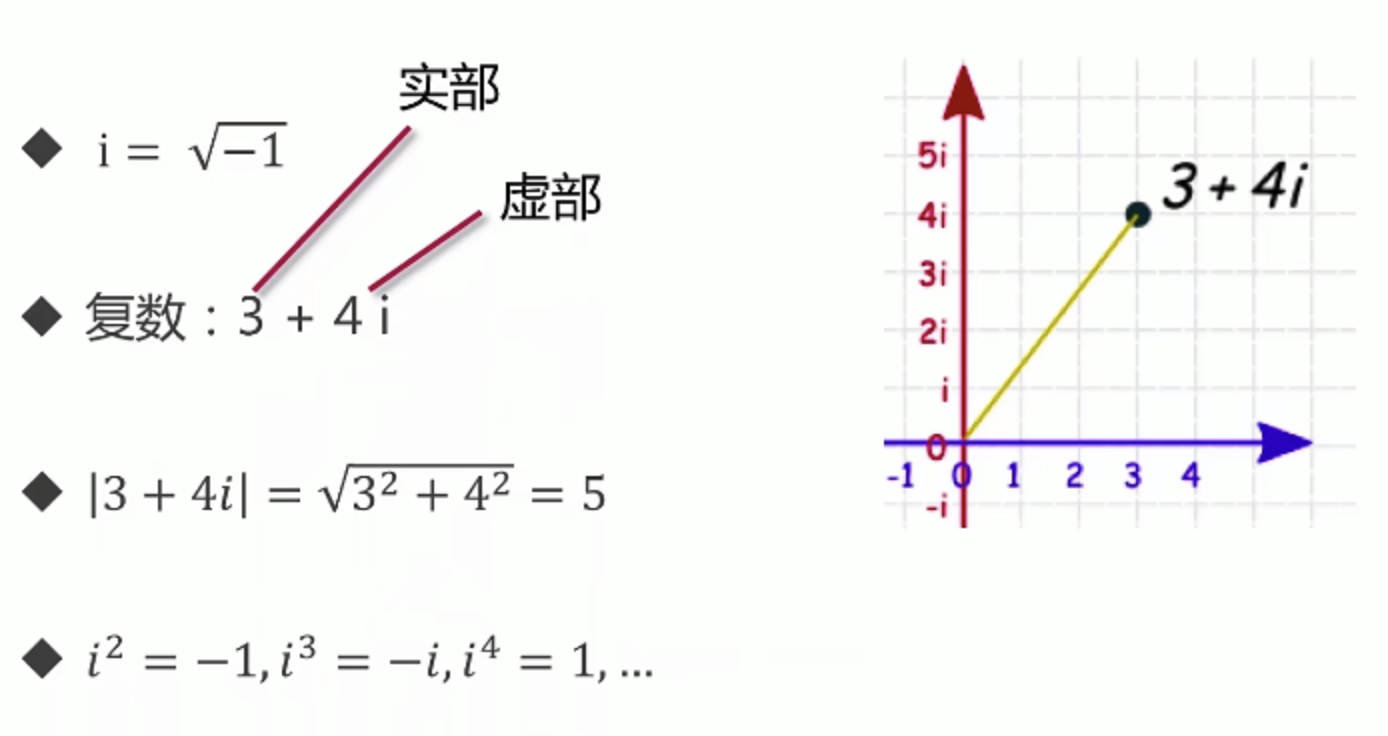 实部
i = √−1
虚部
复数：3 + 4 i
|3 + 4i| = √3² + 4² = 5
i² = −1, i³ = −i, i⁴ = 1, ...
3 + 4i
5i
4i
3i
2i
i
0
-1 0 1 2 3 4
-i